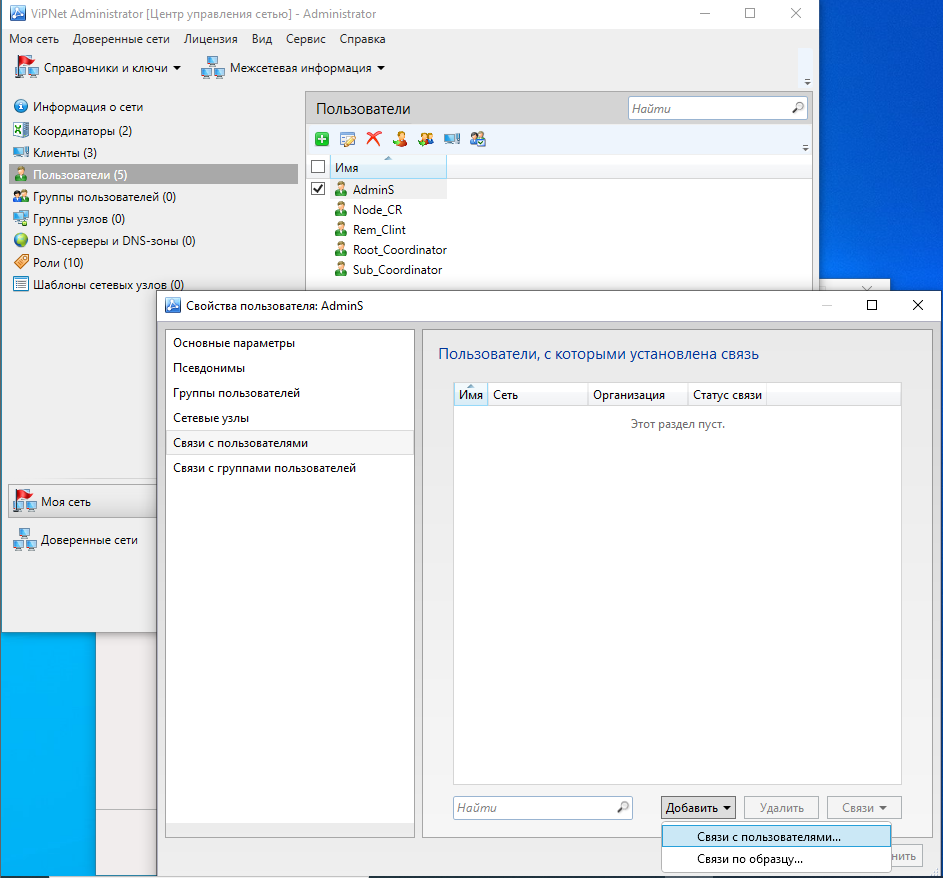 ViPNet Administrator [Центр управления сетью] - Administrator
Моя сеть Доверенные сети Лицензия Вид Сервис Справка
Справочники и ключи Межсетевая информация
Информация о сети
Координаторы (2)
Клиенты (3)
Пользователи (5)
Группы пользователей (0)
Группы узлов (0)
DNS-серверы и DNS-зоны (0)
Роли (10)
Шаблоны сетевых узлов (0)
Моя сеть
Доверенные сети
Пользователи
Найти
Имя
AdminS
Node_CR
Rem_Clint
Root_Coordinator
Sub_Coordinator
Свойства пользователя: AdminS
Основные параметры
Псевдонимы
Группы пользователей
Сетевые узлы
Связи с пользователями
Связи с группами пользователей
Пользователи, с которыми установлена связь
Имя Сеть Организация Статус связи
Этот раздел пуст.
Найти
Добавить Удалить Связи
Связи с пользователями...
Связи по образцу...
нить